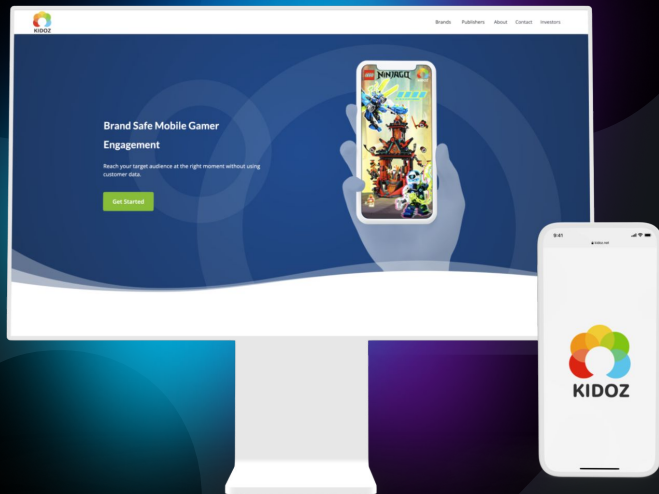 KIDOZ
Brands Publishers About Contact Investors
Brand Safe Mobile Gamer
Engagement
Reach your target audience at the right moment without using
customer data.
Get Started
LEGO NINJAGO
9:41
KIDOZ